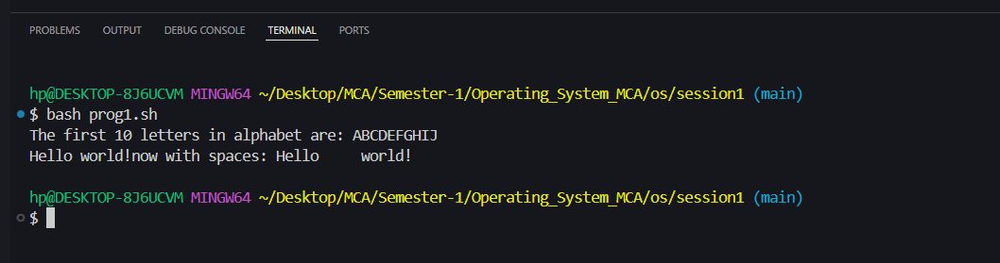 PROBLEMS OUTPUT DEBUG CONSOLE TERMINAL PORTS
hp@DESKTOP-8J6UCVM MINGW64 ~/Desktop/MCA/Semester-1/Operating_System_MCA/os/session1 (main)
$ bash prog1.sh
The first 10 letters in alphabet are: ABCDEFGHIJ
Hello world!now with spaces: Hello     world!
hp@DESKTOP-8J6UCVM MINGW64 ~/Desktop/MCA/Semester-1/Operating_System_MCA/os/session1 (main)
$